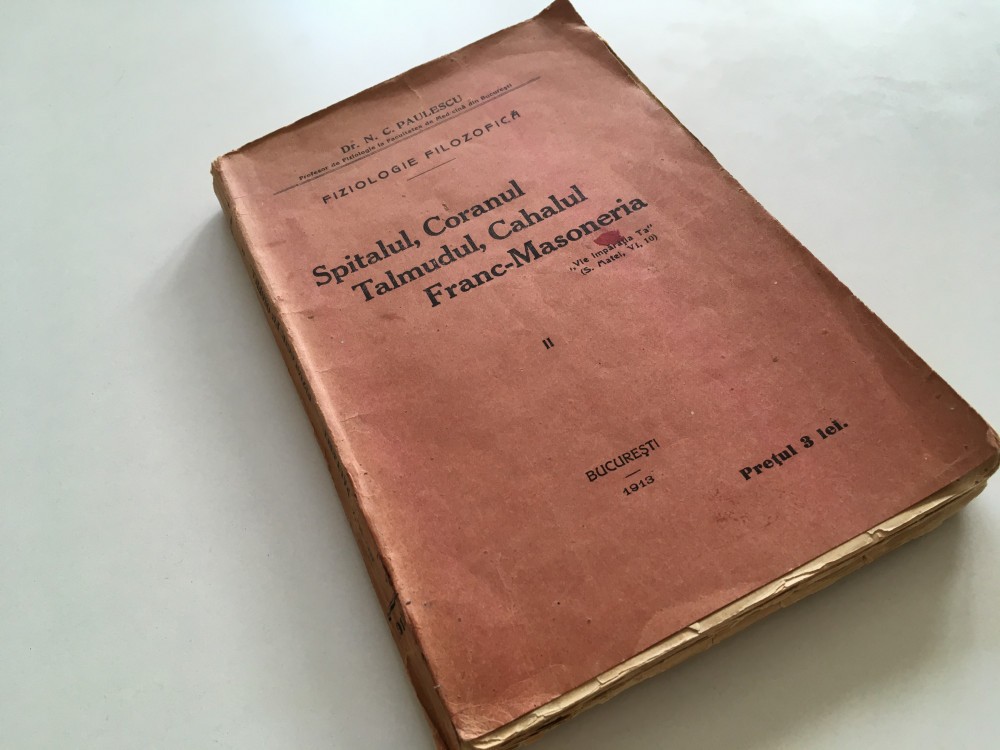 Dr. N. C. PAULESCU
Profesor de Fiziologie la Facultatea de Medicină din București
FIZIOLOGIE FILOZOFICĂ
Spitalul, Coranul
Talmudul, Cahalul
Franc-Masoneria
„Vie Împărăția Ta"
(S. Matei, VI, 10)
II
BUCUREȘTI
1913
Prețul 3 lei.